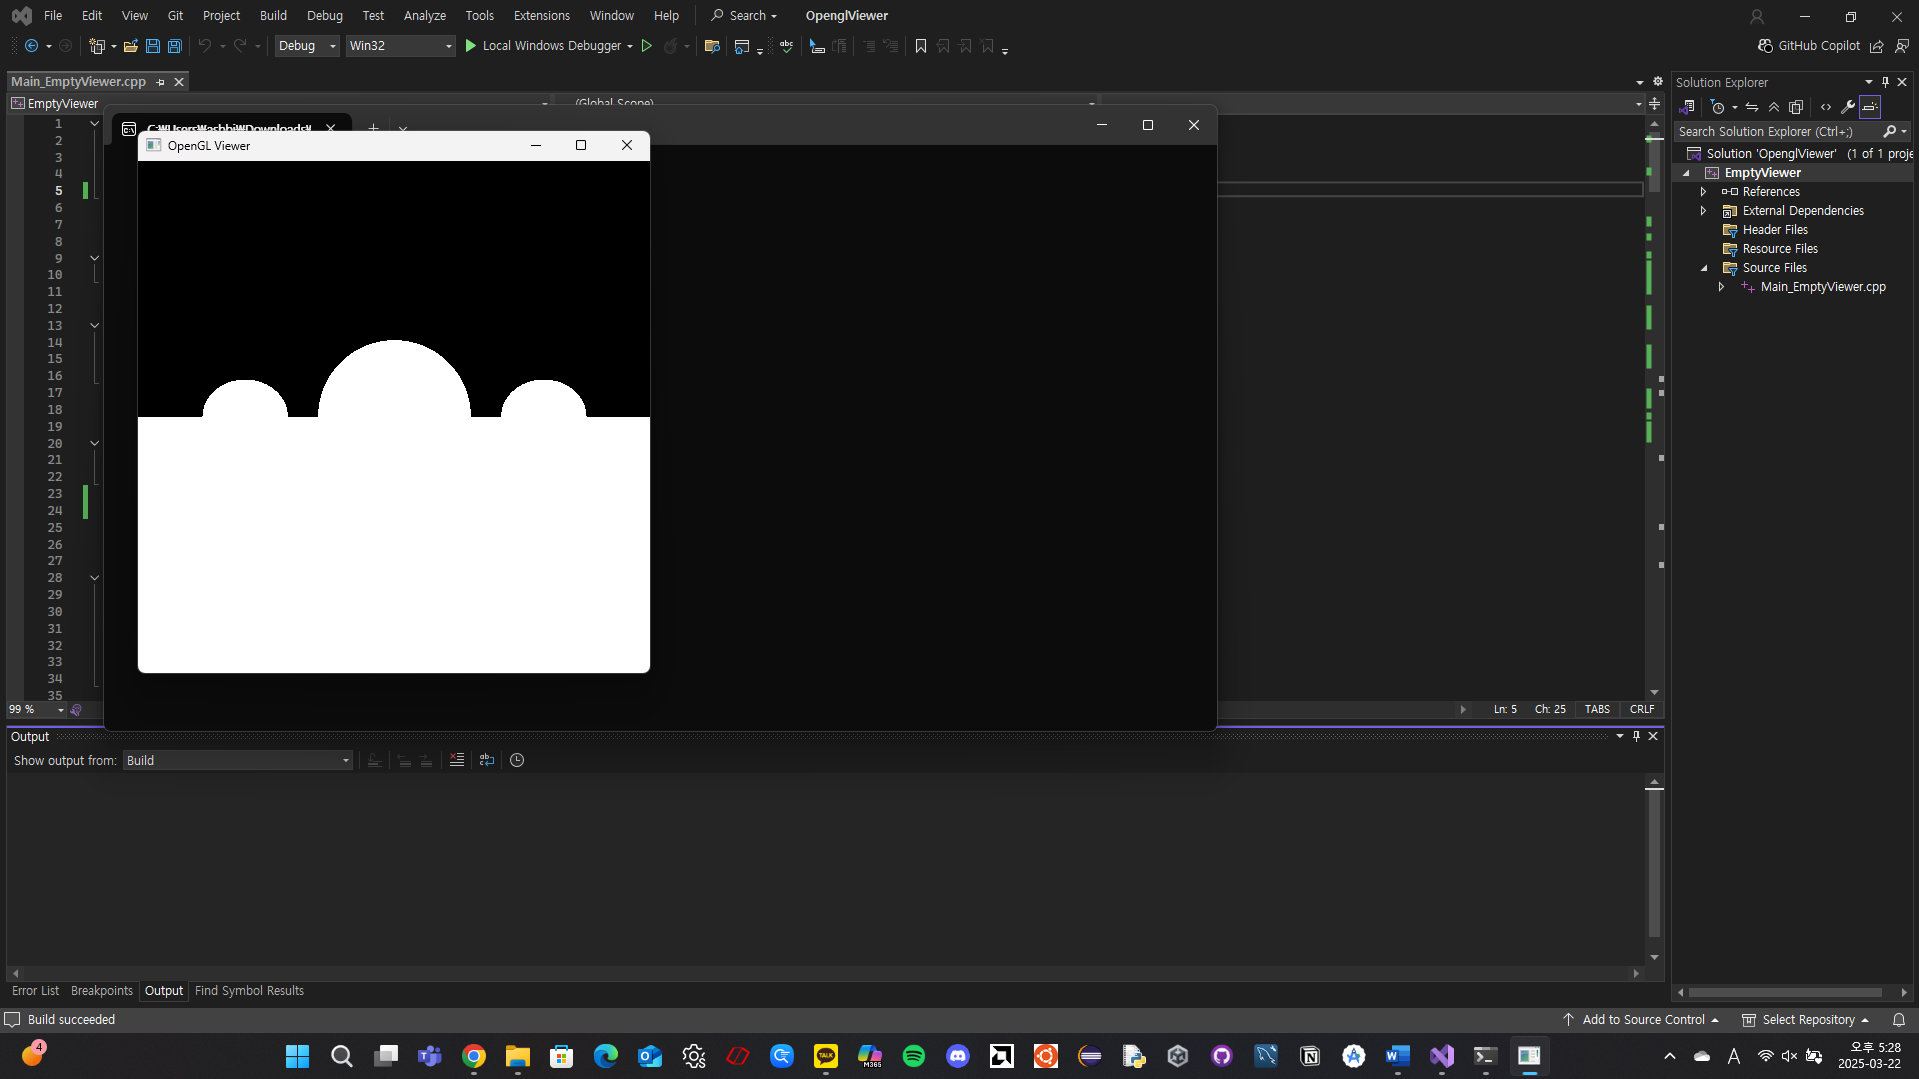 File Edit View Git Project Build Debug Test Analyze Tools Extensions Window Help Search OpenglViewer
Debug Win32 Local Windows Debugger GitHub Copilot
Main_EmptyViewer.cpp
EmptyViewer (Global Scope)
C:₩Users₩ashbi₩Downloads₩
OpenGL Viewer
1
2
3
4
5
6
7
8
9
10
11
12
13
14
15
16
17
18
19
20
21
22
23
24
25
26
27
28
29
30
31
32
33
34
35
99 % Ln: 5 Ch: 25 TABS CRLF
Output
Show output from: Build
Error List Breakpoints Output Find Symbol Results
Solution Explorer
Search Solution Explorer (Ctrl+;)
Solution 'OpenglViewer' (1 of 1 proje
EmptyViewer
References
External Dependencies
Header Files
Resource Files
Source Files
Main_EmptyViewer.cpp
Build succeeded Add to Source Control Select Repository
4
TALK
M365
A
오후 5:28
2025-03-22